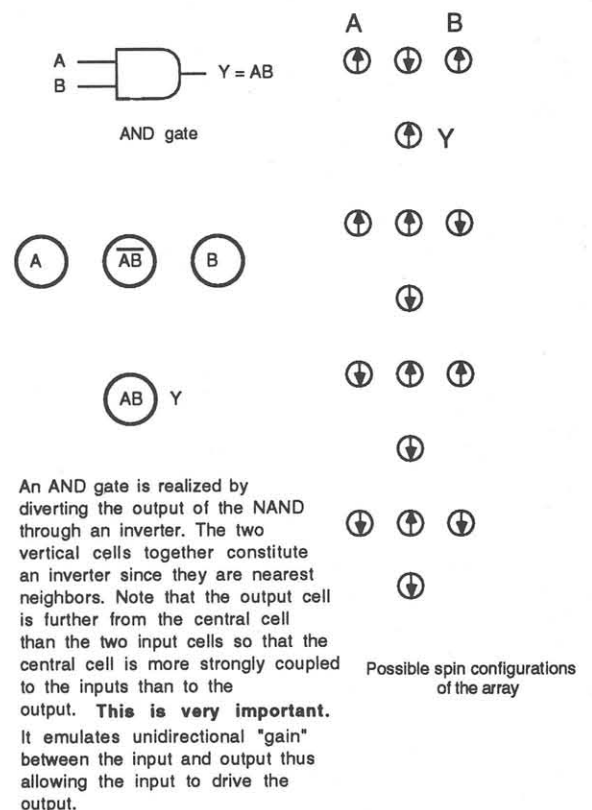 A B
A
B
Y = AB
AND gate
Y
A
A̅B̅
B
AB Y
An AND gate is realized by
diverting the output of the NAND
through an inverter. The two
vertical cells together constitute
an inverter since they are nearest
neighbors. Note that the output cell
is further from the central cell
than the two input cells so that the
central cell is more strongly coupled
to the inputs than to the
output. This is very important.
It emulates unidirectional "gain"
between the input and output thus
allowing the input to drive the
output.
Possible spin configurations
of the array